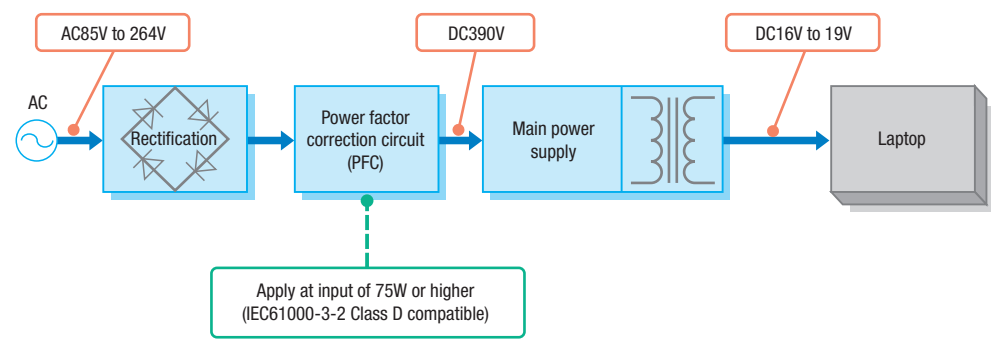 AC85V to 264V
DC390V
DC16V to 19V
AC
Rectification
Power factor
correction circuit
(PFC)
Main power
supply
Laptop
Apply at input of 75W or higher
(IEC61000-3-2 Class D compatible)